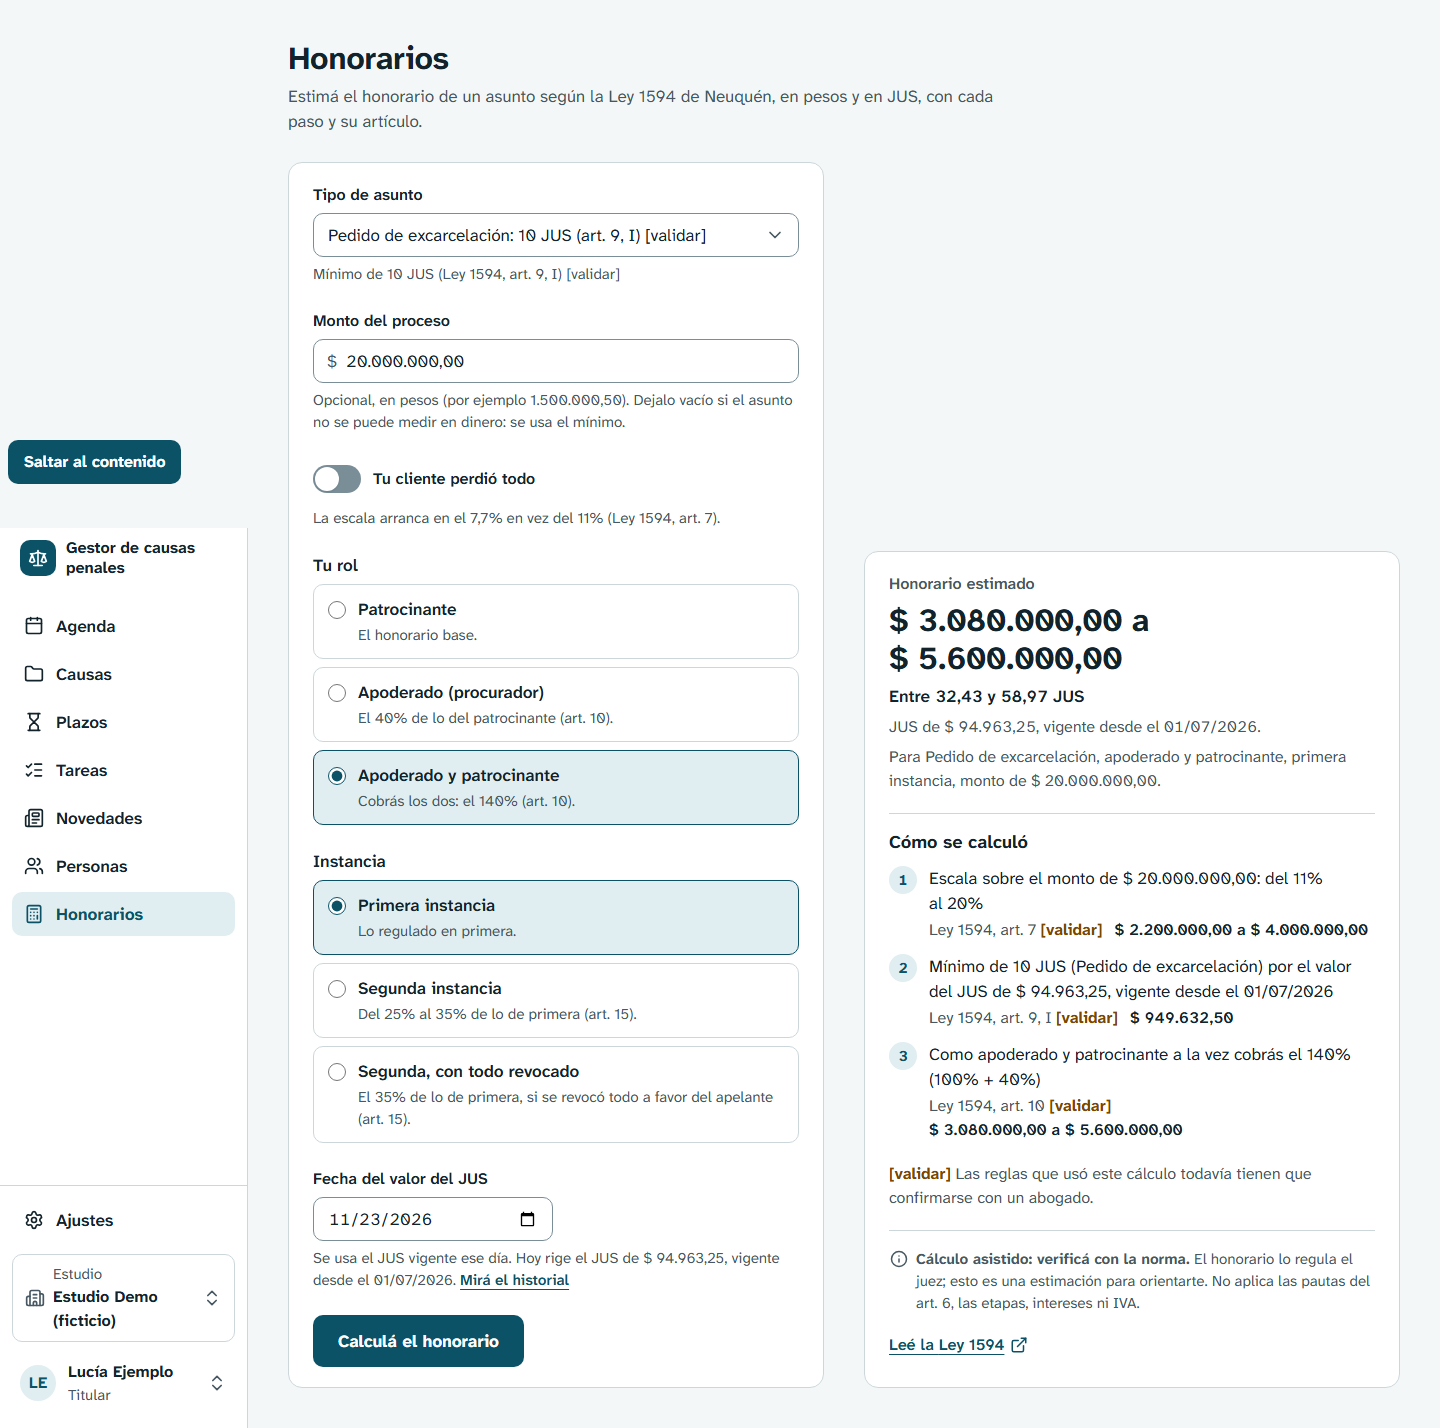 Honorarios
Estimá el honorario de un asunto según la Ley 1594 de Neuquén, en pesos y en JUS, con cada
paso y su artículo.
Saltar al contenido
Gestor de causas
penales
Agenda
Causas
Plazos
Tareas
Novedades
Personas
Honorarios
Ajustes
Estudio
Estudio Demo
(ficticio)
LE
Lucía Ejemplo
Titular
Tipo de asunto
Pedido de excarcelación: 10 JUS (art. 9, I) [validar]
Mínimo de 10 JUS (Ley 1594, art. 9, I) [validar]
Monto del proceso
$ 20.000.000,00
Opcional, en pesos (por ejemplo 1.500.000,50). Dejalo vacío si el asunto
no se puede medir en dinero: se usa el mínimo.
Tu cliente perdió todo
La escala arranca en el 7,7% en vez del 11% (Ley 1594, art. 7).
Tu rol
Patrocinante
El honorario base.
Apoderado (procurador)
El 40% de lo del patrocinante (art. 10).
Apoderado y patrocinante
Cobrás los dos: el 140% (art. 10).
Instancia
Primera instancia
Lo regulado en primera.
Segunda instancia
Del 25% al 35% de lo de primera (art. 15).
Segunda, con todo revocado
El 35% de lo de primera, si se revocó todo a favor del apelante
(art. 15).
Fecha del valor del JUS
11/23/2026
Se usa el JUS vigente ese día. Hoy rige el JUS de $ 94.963,25, vigente
desde el 01/07/2026. Mirá el historial
Calculá el honorario
Honorario estimado
$ 3.080.000,00 a
$ 5.600.000,00
Entre 32,43 y 58,97 JUS
JUS de $ 94.963,25, vigente desde el 01/07/2026.
Para Pedido de excarcelación, apoderado y patrocinante, primera
instancia, monto de $ 20.000.000,00.
Cómo se calculó
1 Escala sobre el monto de $ 20.000.000,00: del 11%
al 20%
Ley 1594, art. 7 [validar] $ 2.200.000,00 a $ 4.000.000,00
2 Mínimo de 10 JUS (Pedido de excarcelación) por el valor
del JUS de $ 94.963,25, vigente desde el 01/07/2026
Ley 1594, art. 9, I [validar] $ 949.632,50
3 Como apoderado y patrocinante a la vez cobrás el 140%
(100% + 40%)
Ley 1594, art. 10 [validar]
$ 3.080.000,00 a $ 5.600.000,00
[validar] Las reglas que usó este cálculo todavía tienen que
confirmarse con un abogado.
Cálculo asistido: verificá con la norma. El honorario lo regula el
juez; esto es una estimación para orientarte. No aplica las pautas del
art. 6, las etapas, intereses ni IVA.
Leé la Ley 1594